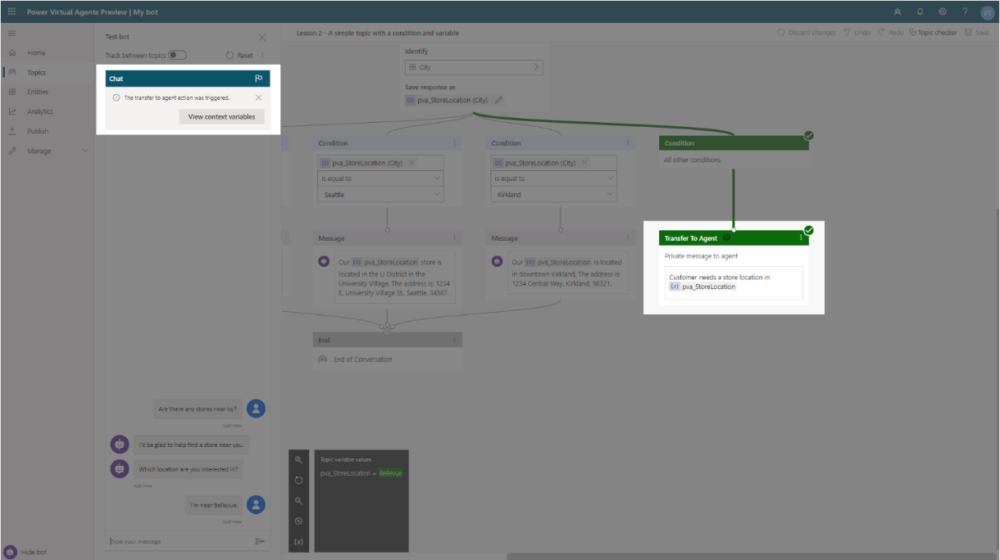 Power Virtual Agents Preview | My bot
PT
Home
Topics
Entities
Analytics
Publish
Manage
Hide bot
Test bot
Track between topics
Reset
Chat
The transfer to agent action was triggered.
View context variables
Are there any stores near by?
Just now
I'd be glad to help find a store near you.
Which location are you interested in?
Just now
I'm near Bellevue
Just now
Type your message
Lesson 2 - A simple topic with a condition and variable
Discard changes
Undo
Redo
Topic checker
Save
Identify
City
Save response as
{x} pva_StoreLocation (City)
Condition
{x} pva_StoreLocation (City)
is equal to
Seattle
Message
Our {x} pva_StoreLocation store is
located in the U District in the
University Village. The address is: 1234
E. University Village St, Seattle, 34567.
Condition
{x} pva_StoreLocation (City)
is equal to
Kirkland
Message
Our {x} pva_StoreLocation is located
in downtown Kirkland. The address is:
1234 Central Way, Kirkland, 98321.
Condition
All other conditions
Transfer To Agent
Private message to agent
Customer needs a store location in
{x} pva_StoreLocation
End
End of Conversation
{x}
Topic variable values
pva_StoreLocation = Bellevue